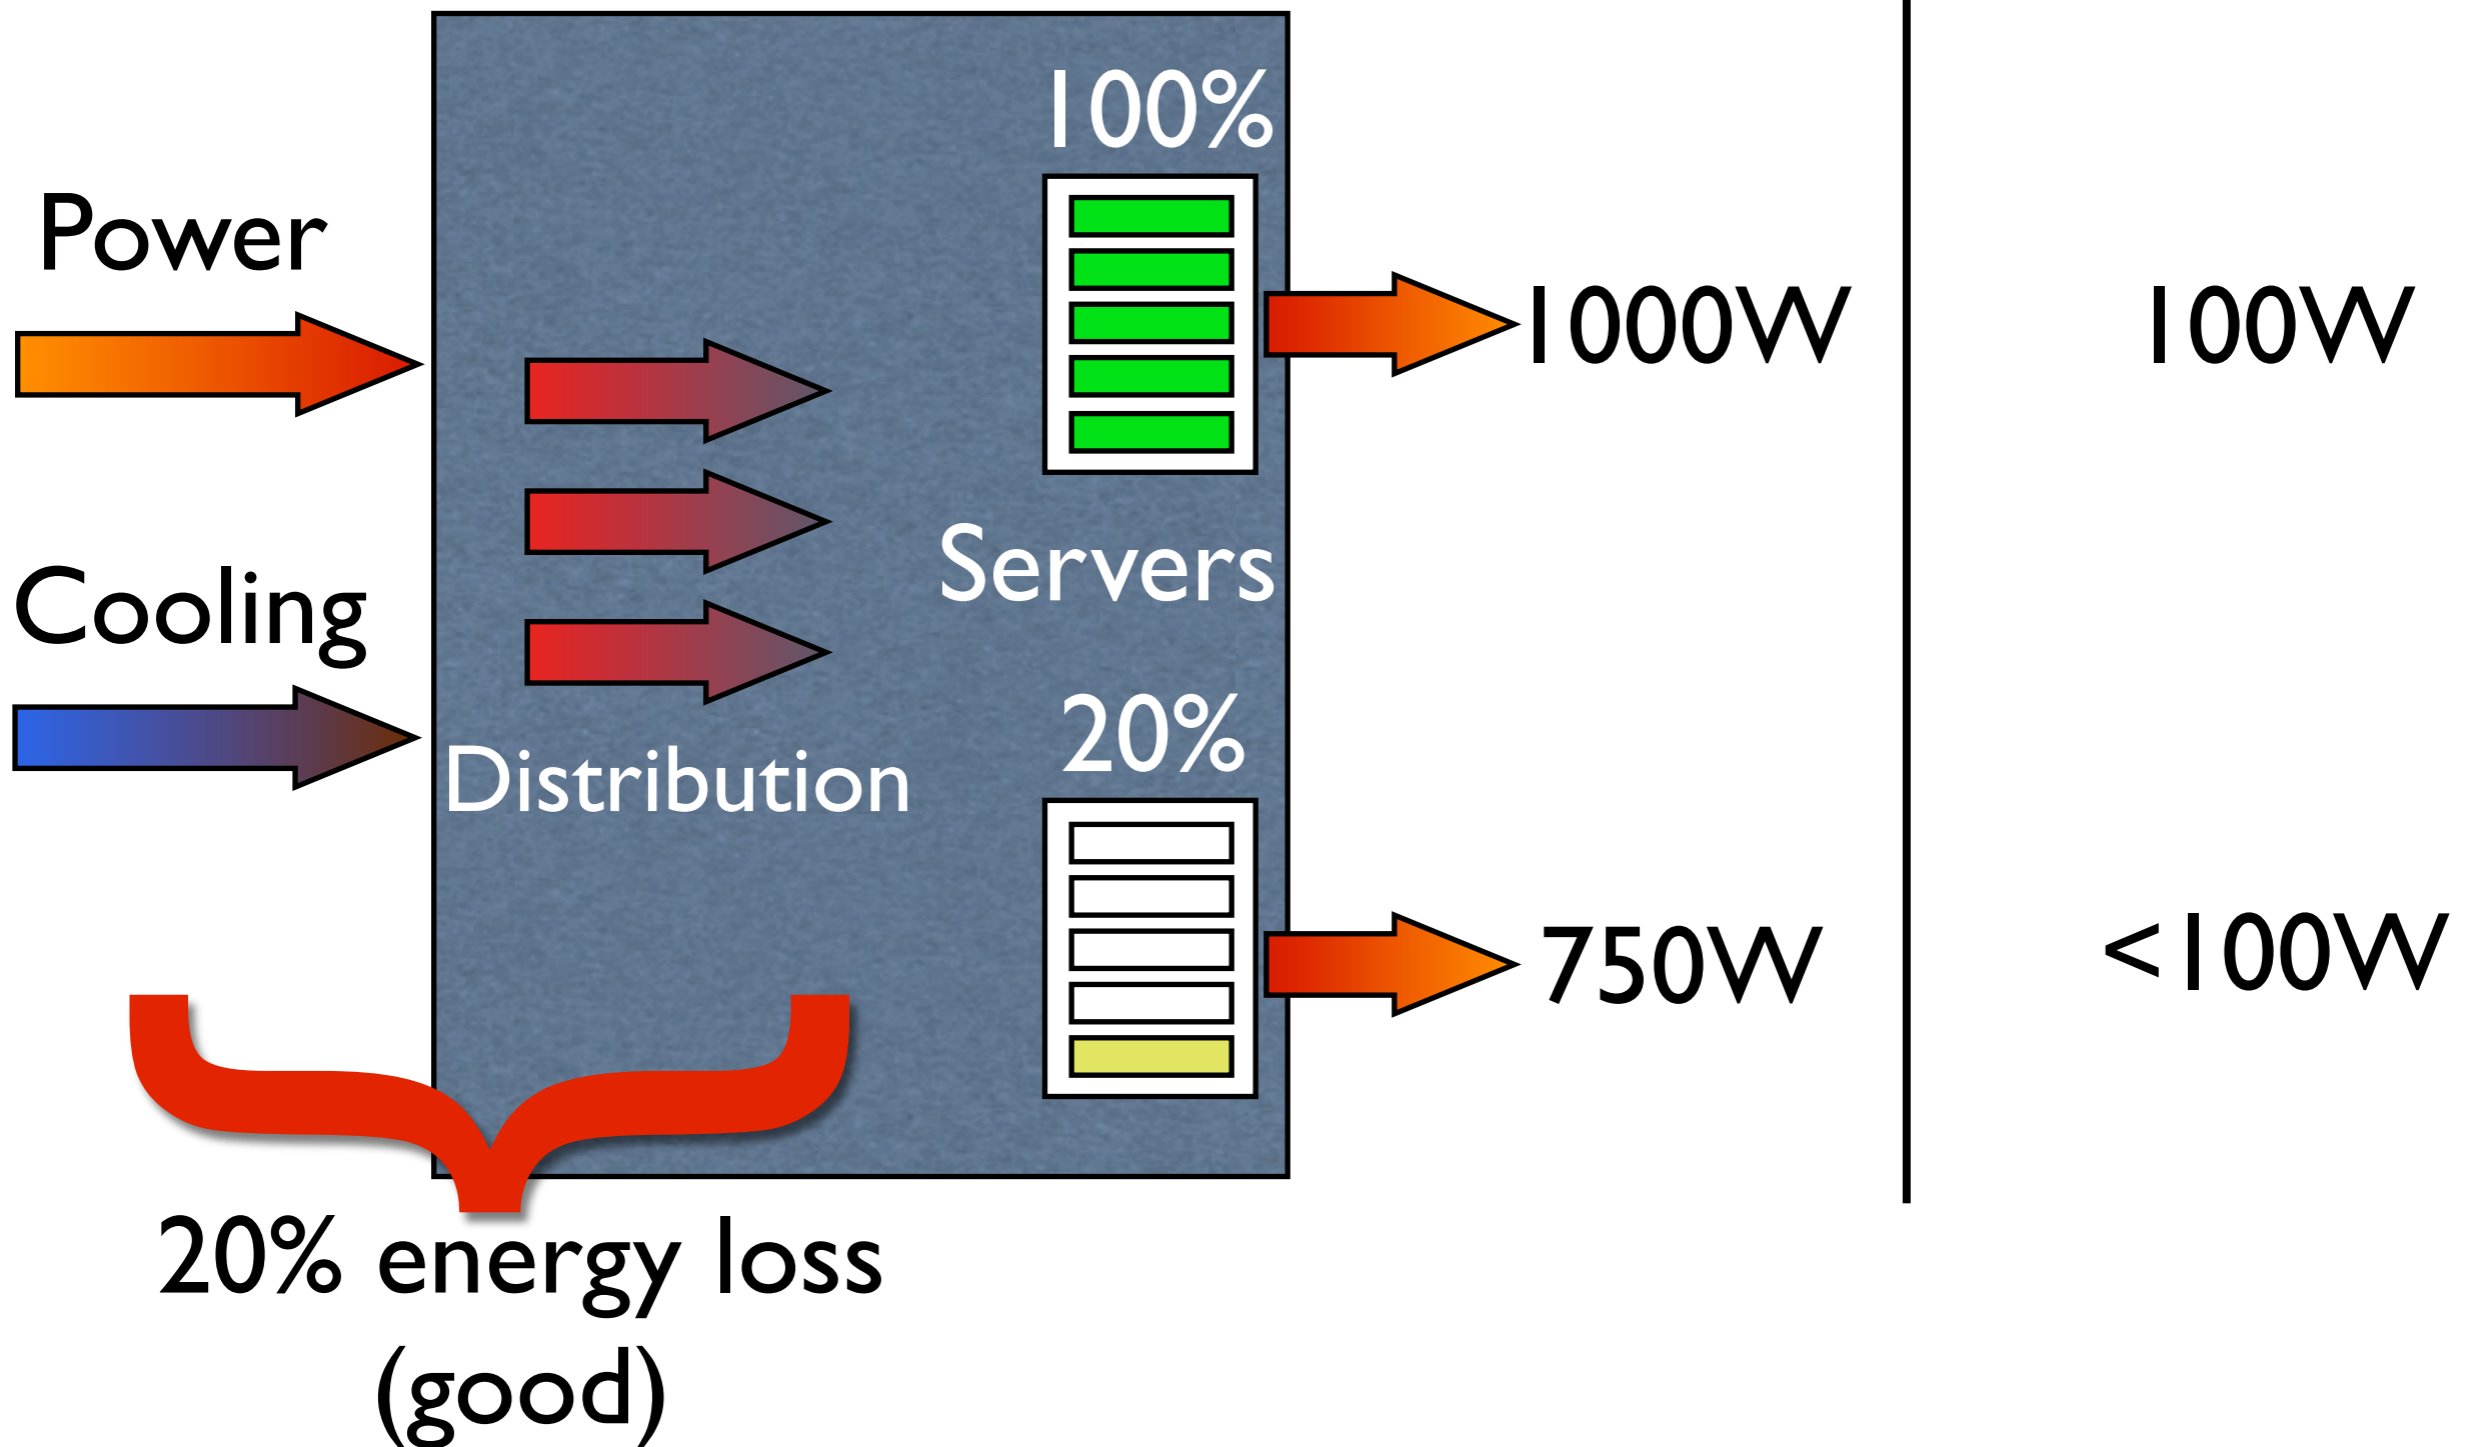 100%
Power
1000W
100W
Servers
Cooling
20%
Distribution
750W
<100W
20% energy loss
(good)